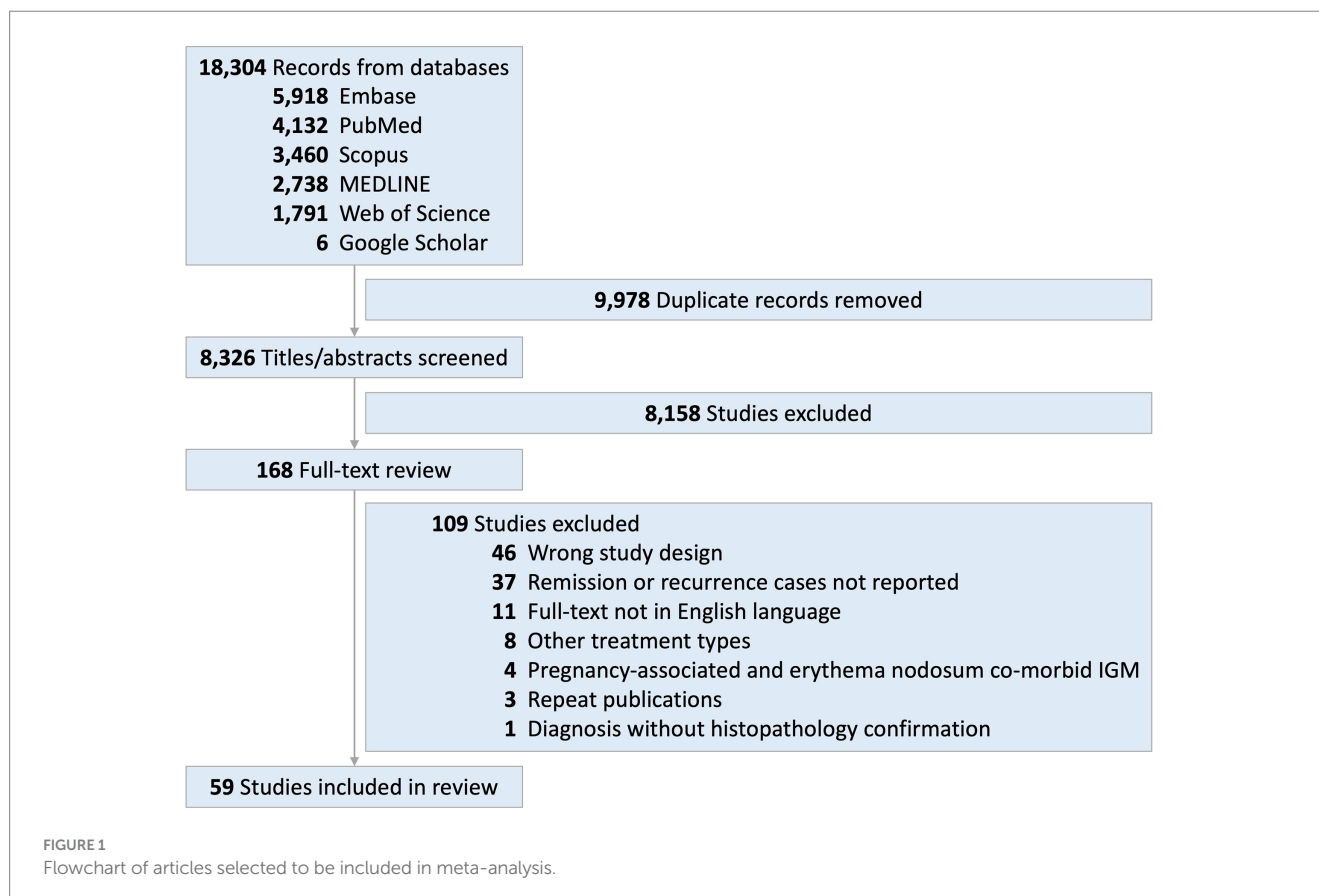 18,304 Records from databases
5,918 Embase
4,132 PubMed
3,460 Scopus
2,738 MEDLINE
1,791 Web of Science
6 Google Scholar
9,978 Duplicate records removed
8,326 Titles/abstracts screened
8,158 Studies excluded
168 Full-text review
109 Studies excluded
46 Wrong study design
37 Remission or recurrence cases not reported
11 Full-text not in English language
8 Other treatment types
4 Pregnancy-associated and erythema nodosum co-morbid IGM
3 Repeat publications
1 Diagnosis without histopathology confirmation
59 Studies included in review
FIGURE 1
Flowchart of articles selected to be included in meta-analysis.